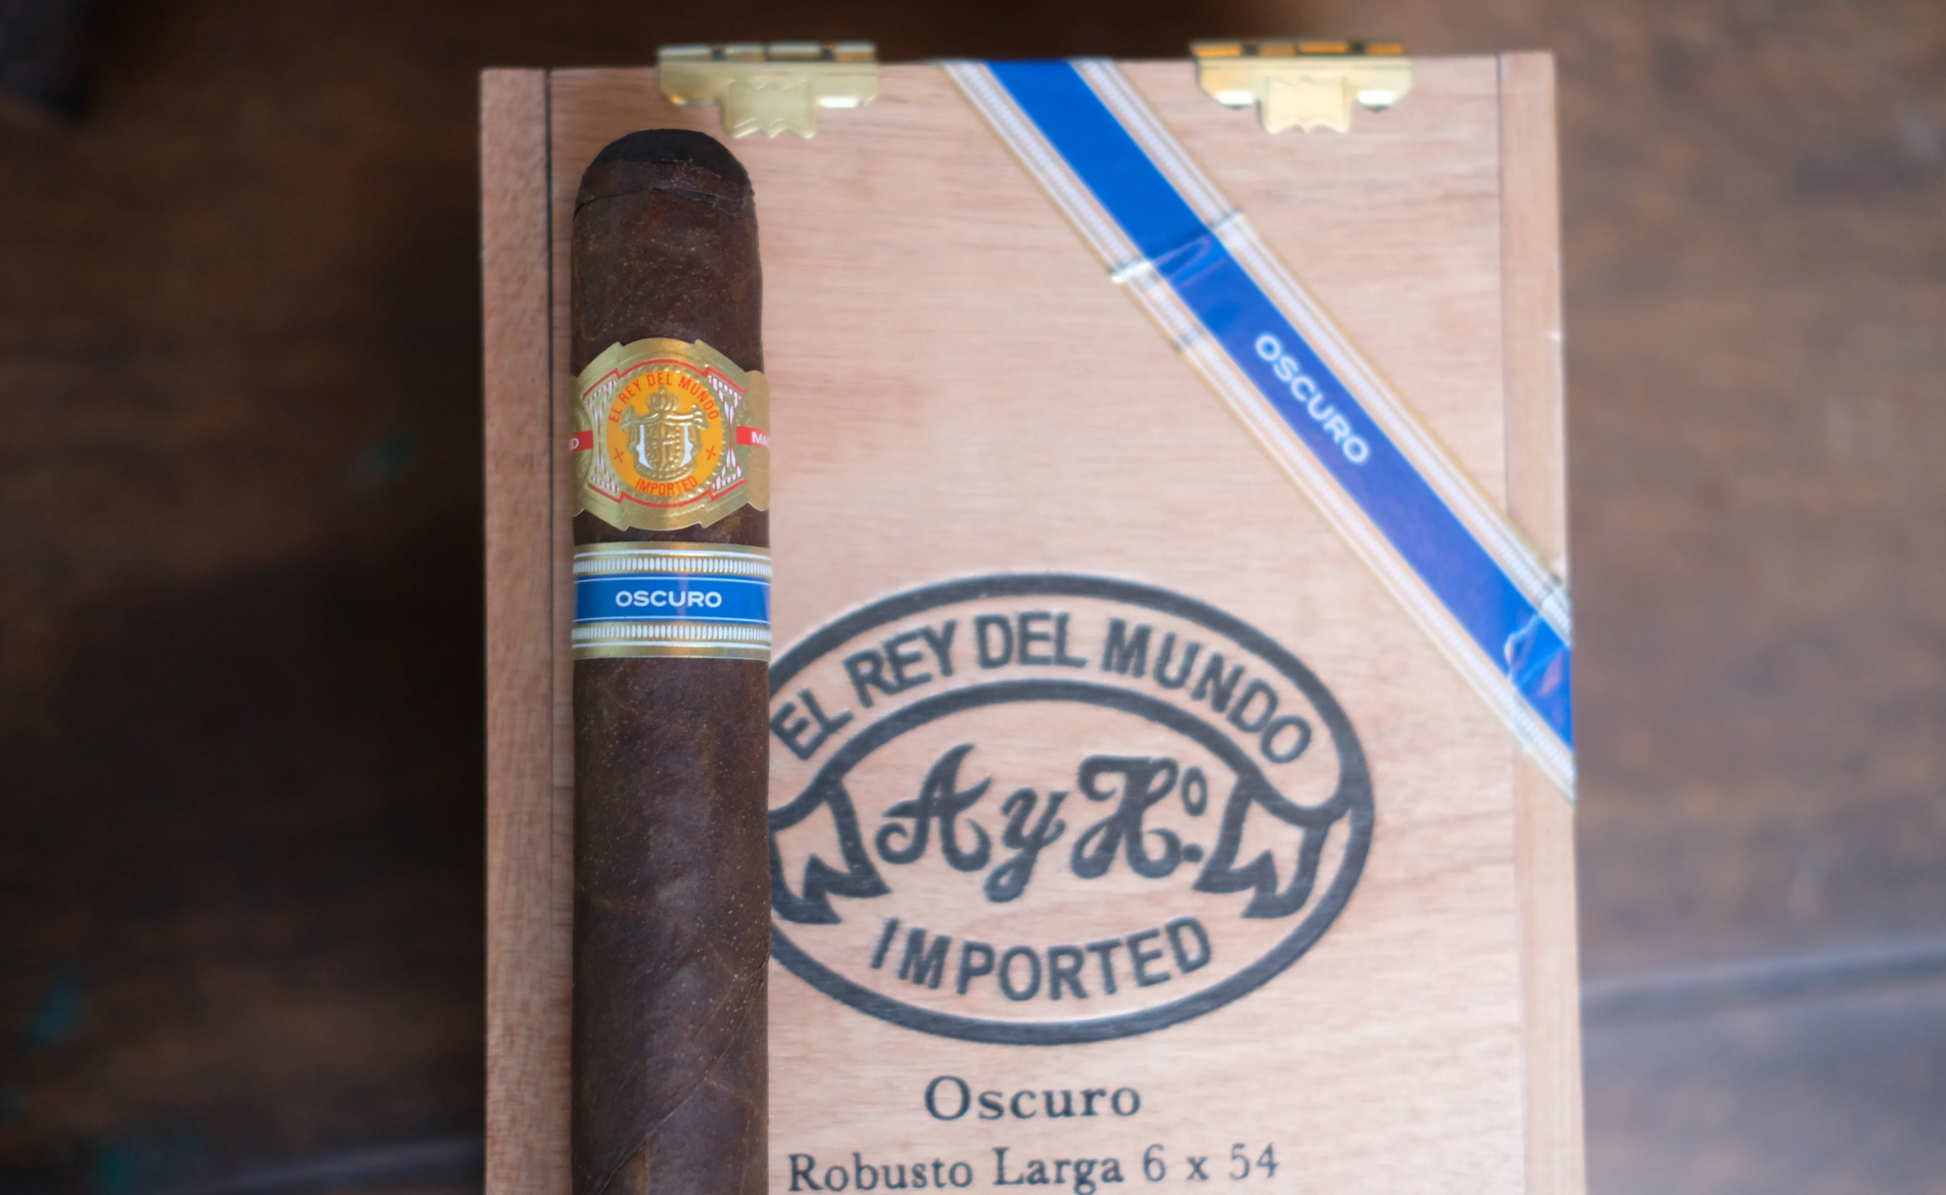 EL REY DEL MUNDO
IMPORTED
OSCURO
OSCURO
EL REY DEL MUNDO
A y Hº.
IMPORTED
Oscuro
Robusto Larga 6 x 54